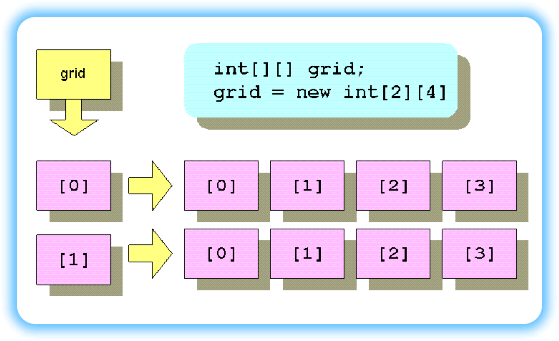 grid
int[][] grid;
grid = new int[2][4]
[0] [0] [1] [2] [3]
[1] [0] [1] [2] [3]